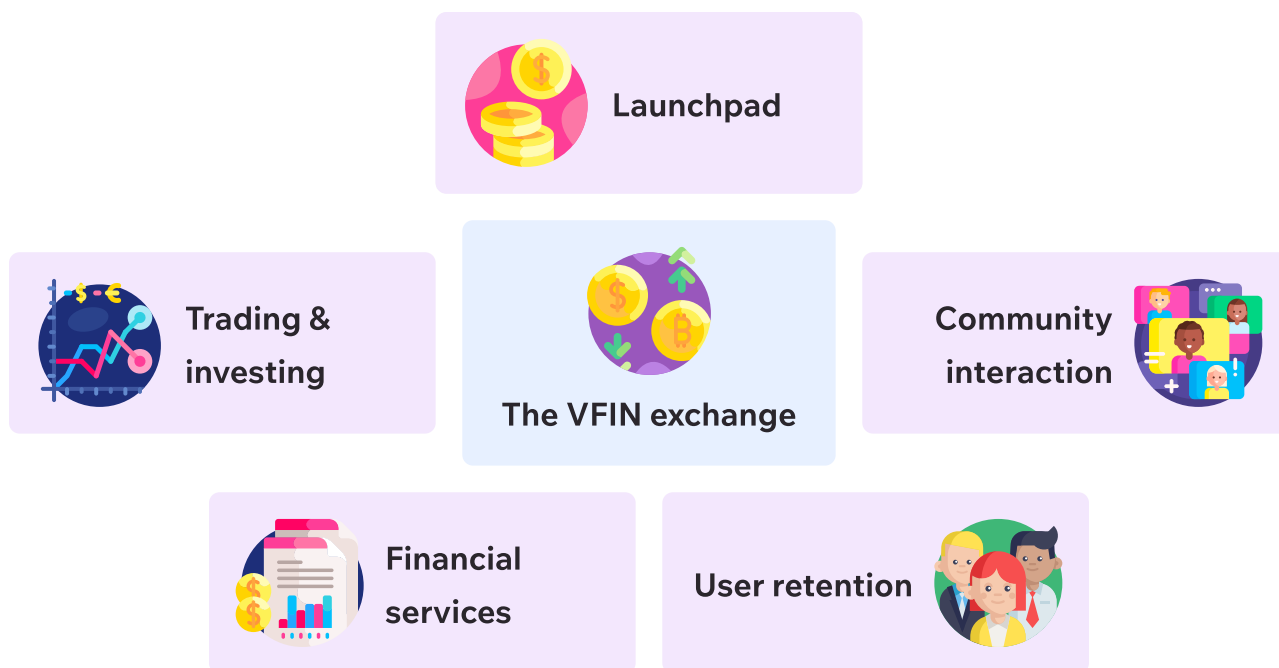 Launchpad
Trading &
investing
The VFIN exchange
Community
interaction
Financial
services
User retention